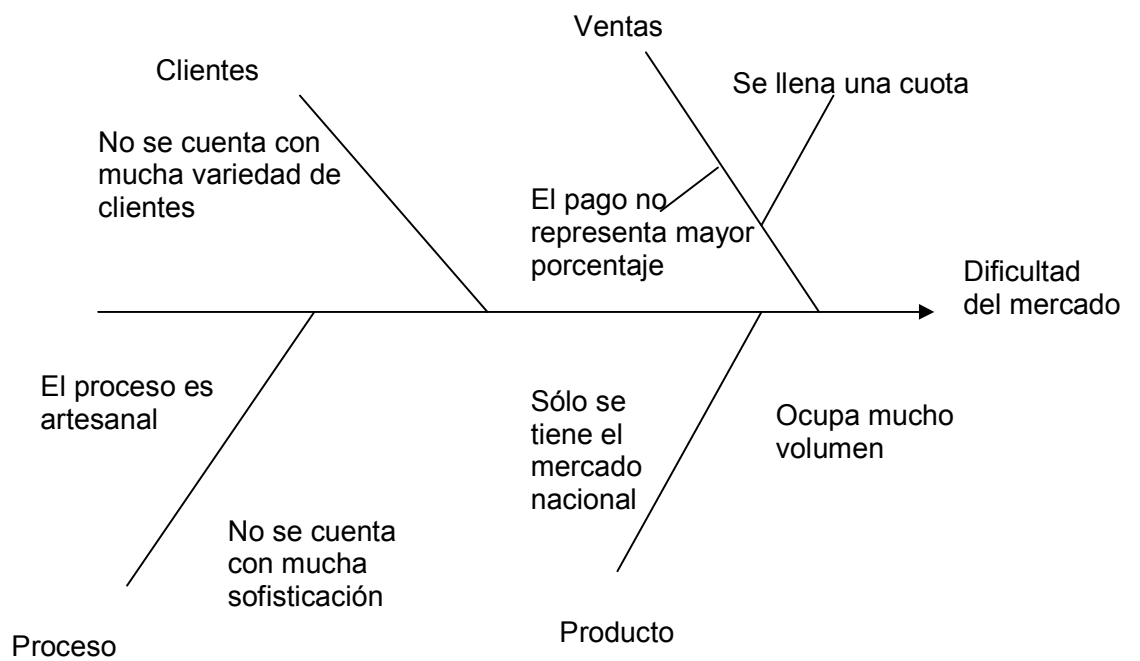 Ventas
Clientes
Se llena una cuota
No se cuenta con
mucha variedad de
clientes
El pago no
representa mayor
porcentaje
Dificultad
del mercado
El proceso es
artesanal
Sólo se
tiene el
mercado
nacional
Ocupa mucho
volumen
No se cuenta
con mucha
sofisticación
Proceso
Producto